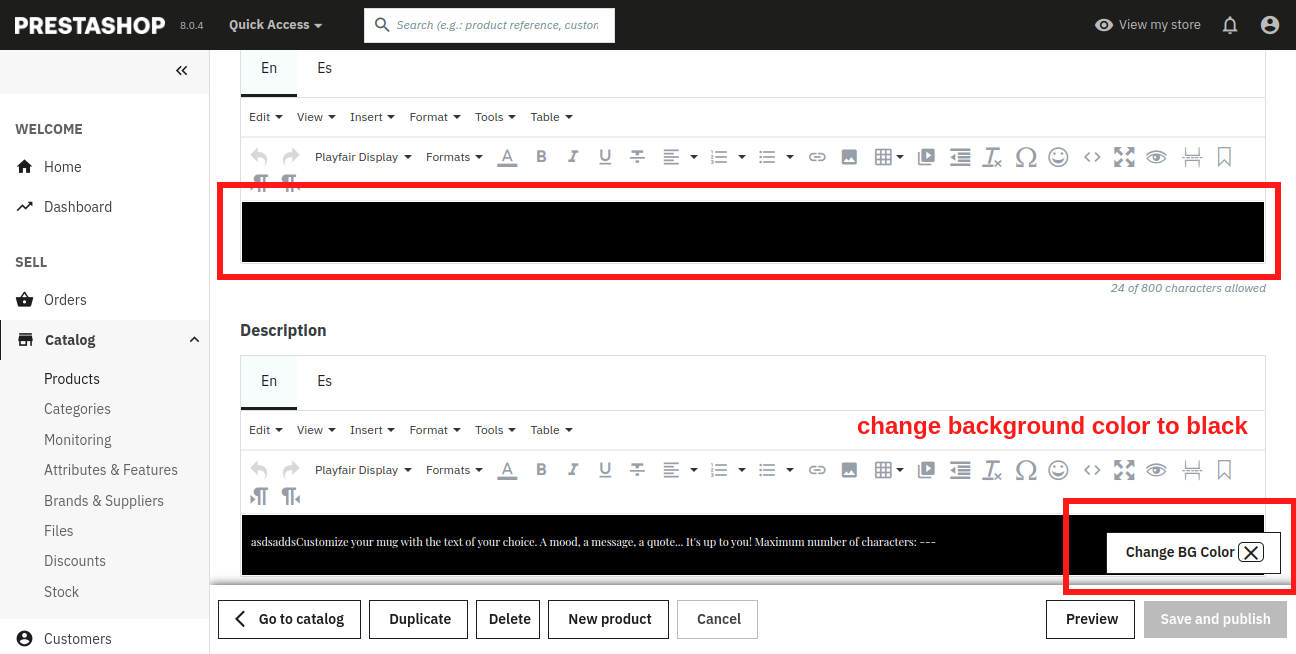 PRESTASHOP 8.0.4 Quick Access Search (e.g.: product reference, custon View my store
En Es
WELCOME
Home
Dashboard
SELL
Orders
Catalog
Products
Categories
Monitoring
Attributes & Features
Brands & Suppliers
Files
Discounts
Stock
Customers
Edit View Insert Format Tools Table
Playfair Display Formats A B I U
24 of 800 characters allowed
Description
En Es
change background color to black
Edit View Insert Format Tools Table
Playfair Display Formats A B I U
asdsaddsCustomize your mug with the text of your choice. A mood, a message, a quote... It's up to you! Maximum number of characters: ---
Change BG Color
Go to catalog Duplicate Delete New product Cancel Preview Save and publish